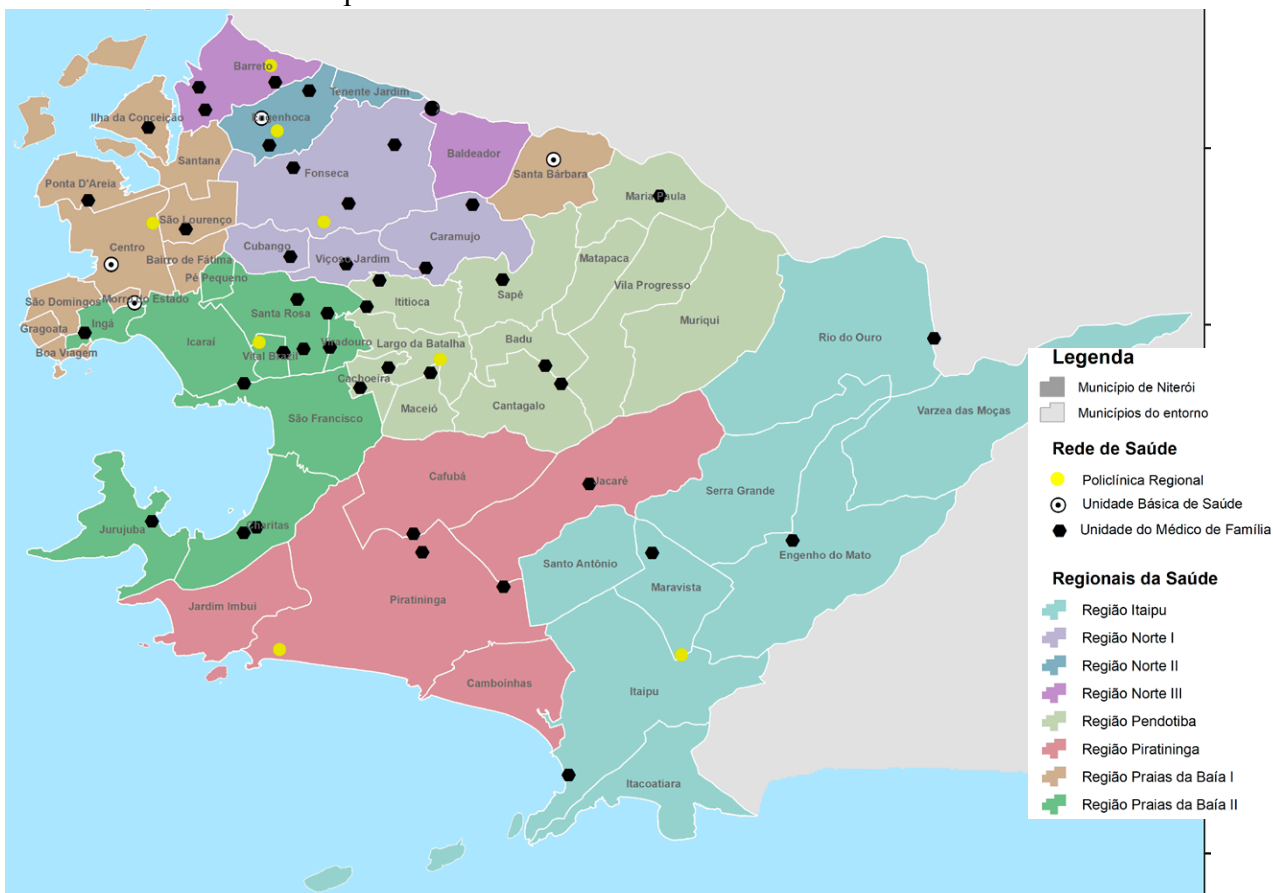 Barreto
Tenente Jardim
Ilha da Conceição
Engenhoca
Santana
Fonseca
Baldeador
Santa Bárbara
Ponta D'Areia
Maria Paula
São Lourenço
Centro
Cubango
Caramujo
Bairro de Fátima
Viçoso Jardim
Matapaca
Pé Pequeno
Vila Progresso
São Domingos
Morro do Estado
Ititioca
Sapê
Santa Rosa
Muriqui
Gragoata
Ingá
Icaraí
Rio do Ouro
Boa Viagem
Vital Brazil
Viradouro
Largo da Batalha
Badu
Cachoeira
Maceió
Cantagalo
São Francisco
Varzea das Moças
Cafubá
Jacaré
Serra Grande
Jurujuba
Charitas
Engenho do Mato
Santo Antônio
Maravista
Jardim Imbui
Piratininga
Camboinhas
Itaipu
Itacoatiara
Legenda
Município de Niterói
Municípios do entorno
Rede de Saúde
Policlínica Regional
Unidade Básica de Saúde
Unidade do Médico de Família
Regionais da Saúde
Região Itaipu
Região Norte I
Região Norte II
Região Norte III
Região Pendotiba
Região Piratininga
Região Praias da Baía I
Região Praias da Baía II